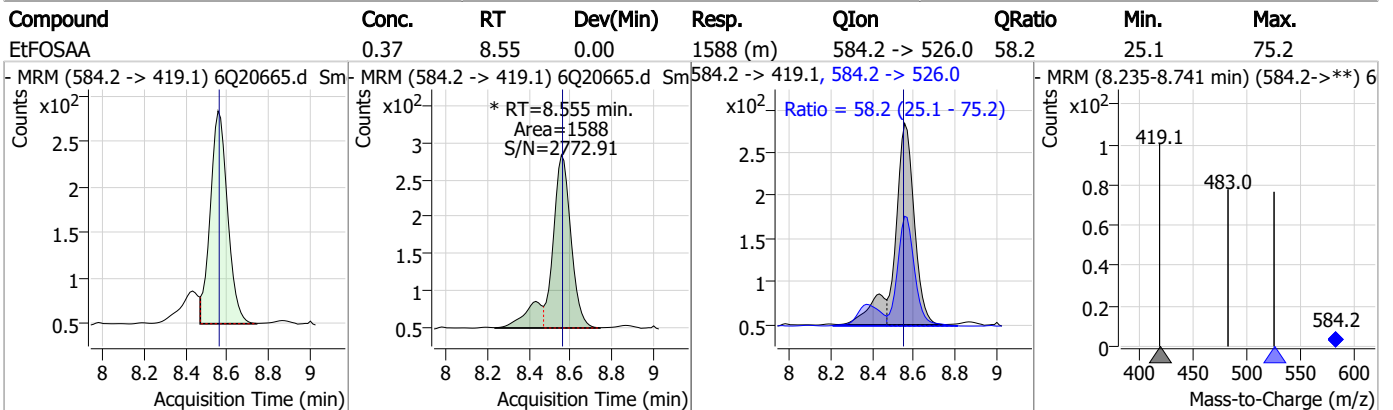 Compound Conc. RT Dev(Min) Resp. QIon QRatio Min. Max.
EtFOSAA 0.37 8.55 0.00 1588 (m) 584.2 -> 526.0 58.2 25.1 75.2
- MRM (584.2 -> 419.1) 6Q20665.d Sm
Counts
x10²
2.5
2
1.5
1
0.5
8 8.2 8.4 8.6 8.8 9
Acquisition Time (min)
- MRM (584.2 -> 419.1) 6Q20665.d Sm
Counts
x10²
* RT=8.555 min.
Area=1588
S/N=2772.91
3
2.5
2
1.5
1
0.5
8 8.2 8.4 8.6 8.8 9
Acquisition Time (min)
584.2 -> 419.1, 584.2 -> 526.0
Counts
x10²
Ratio = 58.2 (25.1 - 75.2)
2.5
2
1.5
1
0.5
8 8.2 8.4 8.6 8.8 9
Acquisition Time (min)
- MRM (8.235-8.741 min) (584.2->**) 6
Counts
x10²
419.1
483.0
584.2
1
0.8
0.6
0.4
0.2
0
400 450 500 550 600
Mass-to-Charge (m/z)